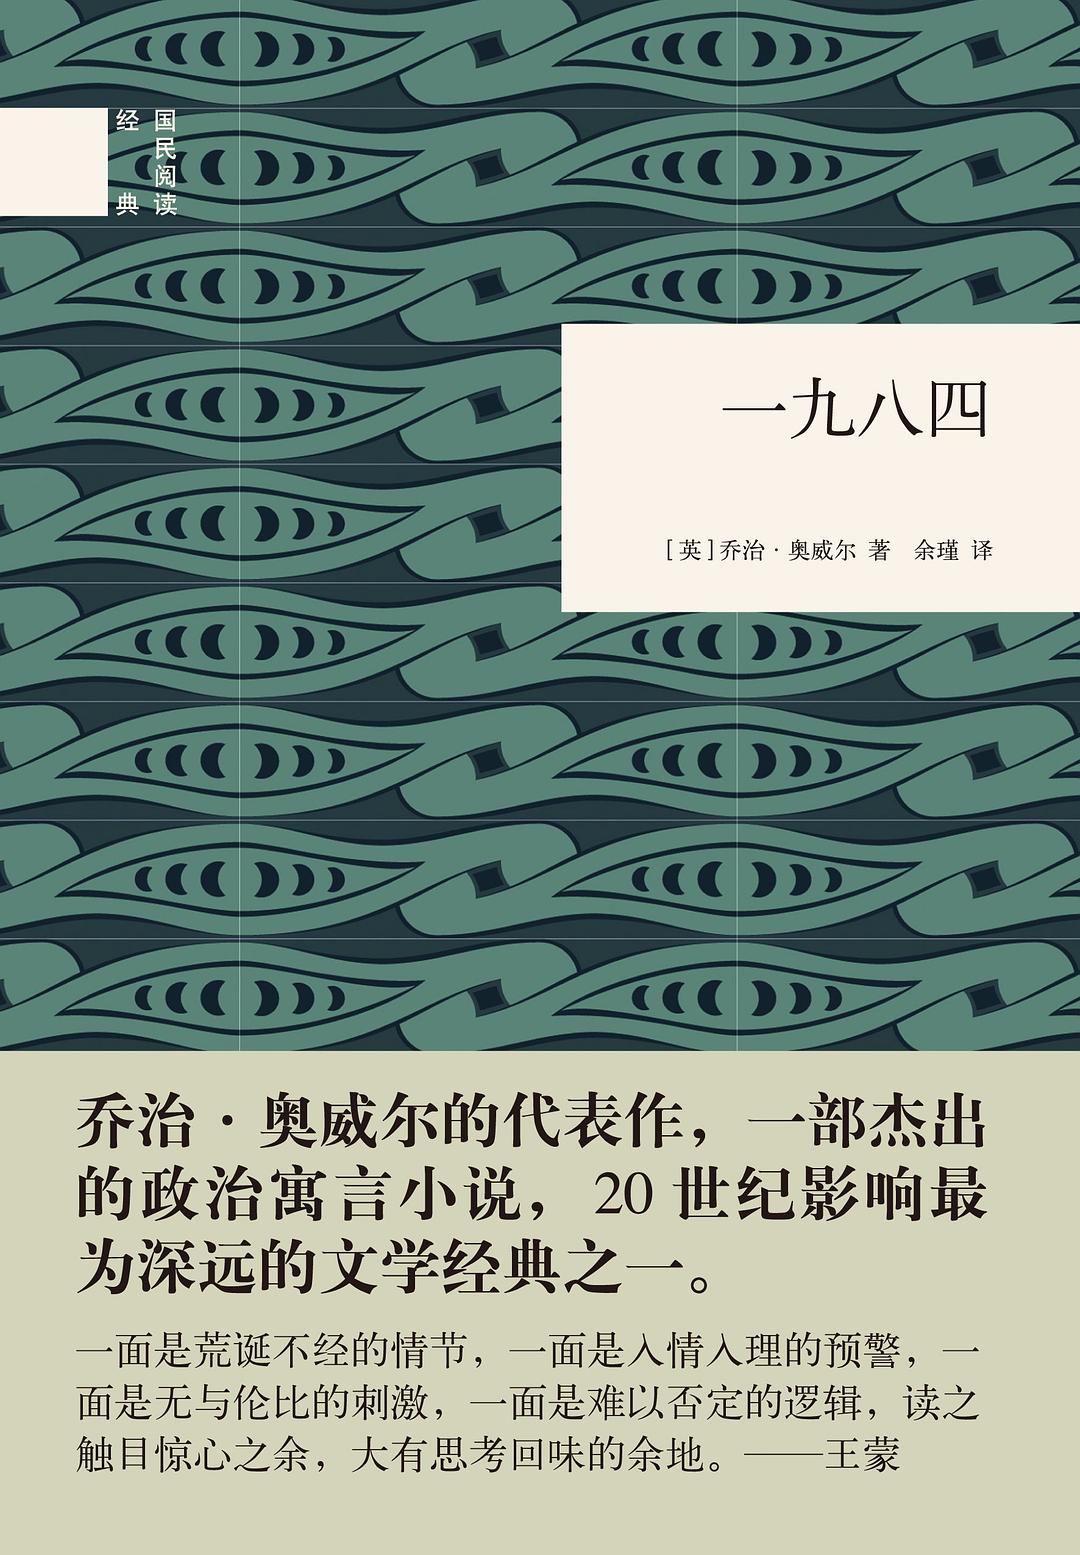 国民阅读
经典
一九八四
[英]乔治·奥威尔 著 余瑾 译
乔治·奥威尔的代表作，一部杰出
的政治寓言小说，20 世纪影响最
为深远的文学经典之一。
一面是荒诞不经的情节，一面是入情入理的预警，一
面是无与伦比的刺激，一面是难以否定的逻辑，读之
触目惊心之余，大有思考回味的余地。——王蒙